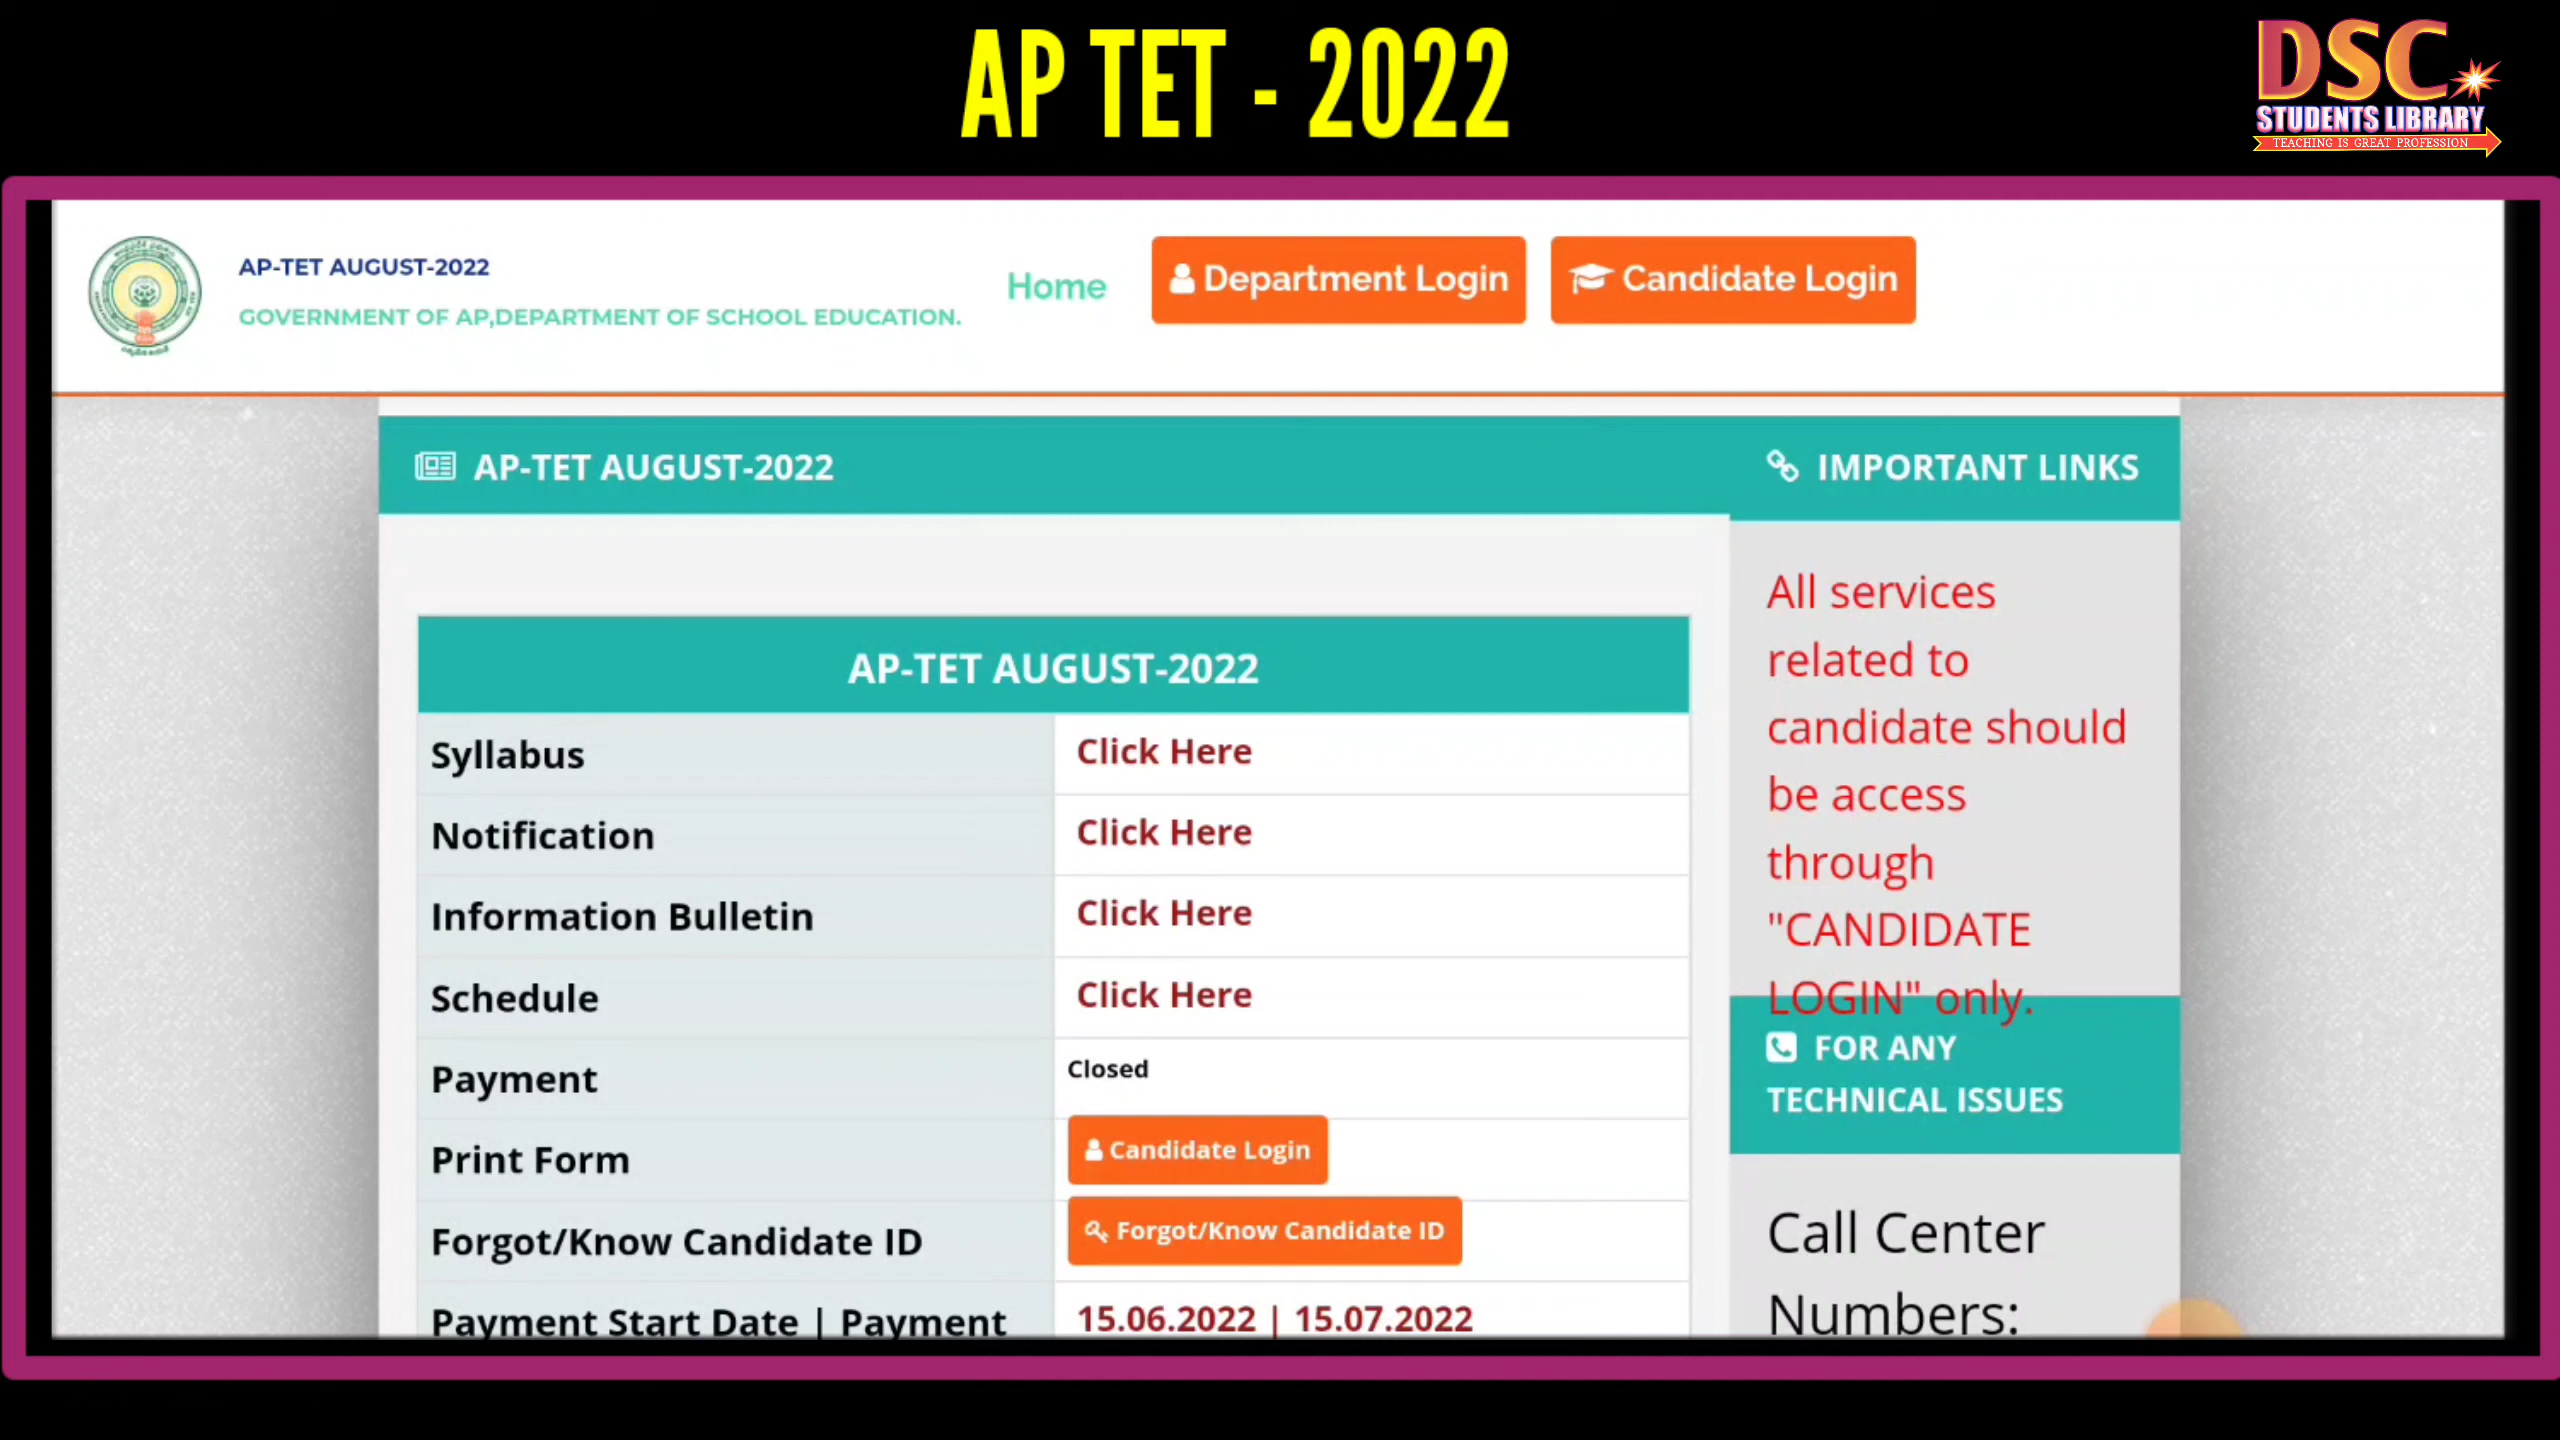 AP TET - 2022
DSC
STUDENTS LIBRARY
TEACHING IS GREAT PROFESSION
AP-TET AUGUST-2022
GOVERNMENT OF AP,DEPARTMENT OF SCHOOL EDUCATION.
Home
Department Login
Candidate Login
AP-TET AUGUST-2022
AP-TET AUGUST-2022
Syllabus Click Here
Notification Click Here
Information Bulletin Click Here
Schedule Click Here
Payment Closed
Print Form Candidate Login
Forgot/Know Candidate ID Forgot/Know Candidate ID
Payment Start Date | Payment 15.06.2022 | 15.07.2022
IMPORTANT LINKS
All services
related to
candidate should
be access
through
"CANDIDATE
LOGIN" only.
FOR ANY
TECHNICAL ISSUES
Call Center
Numbers: